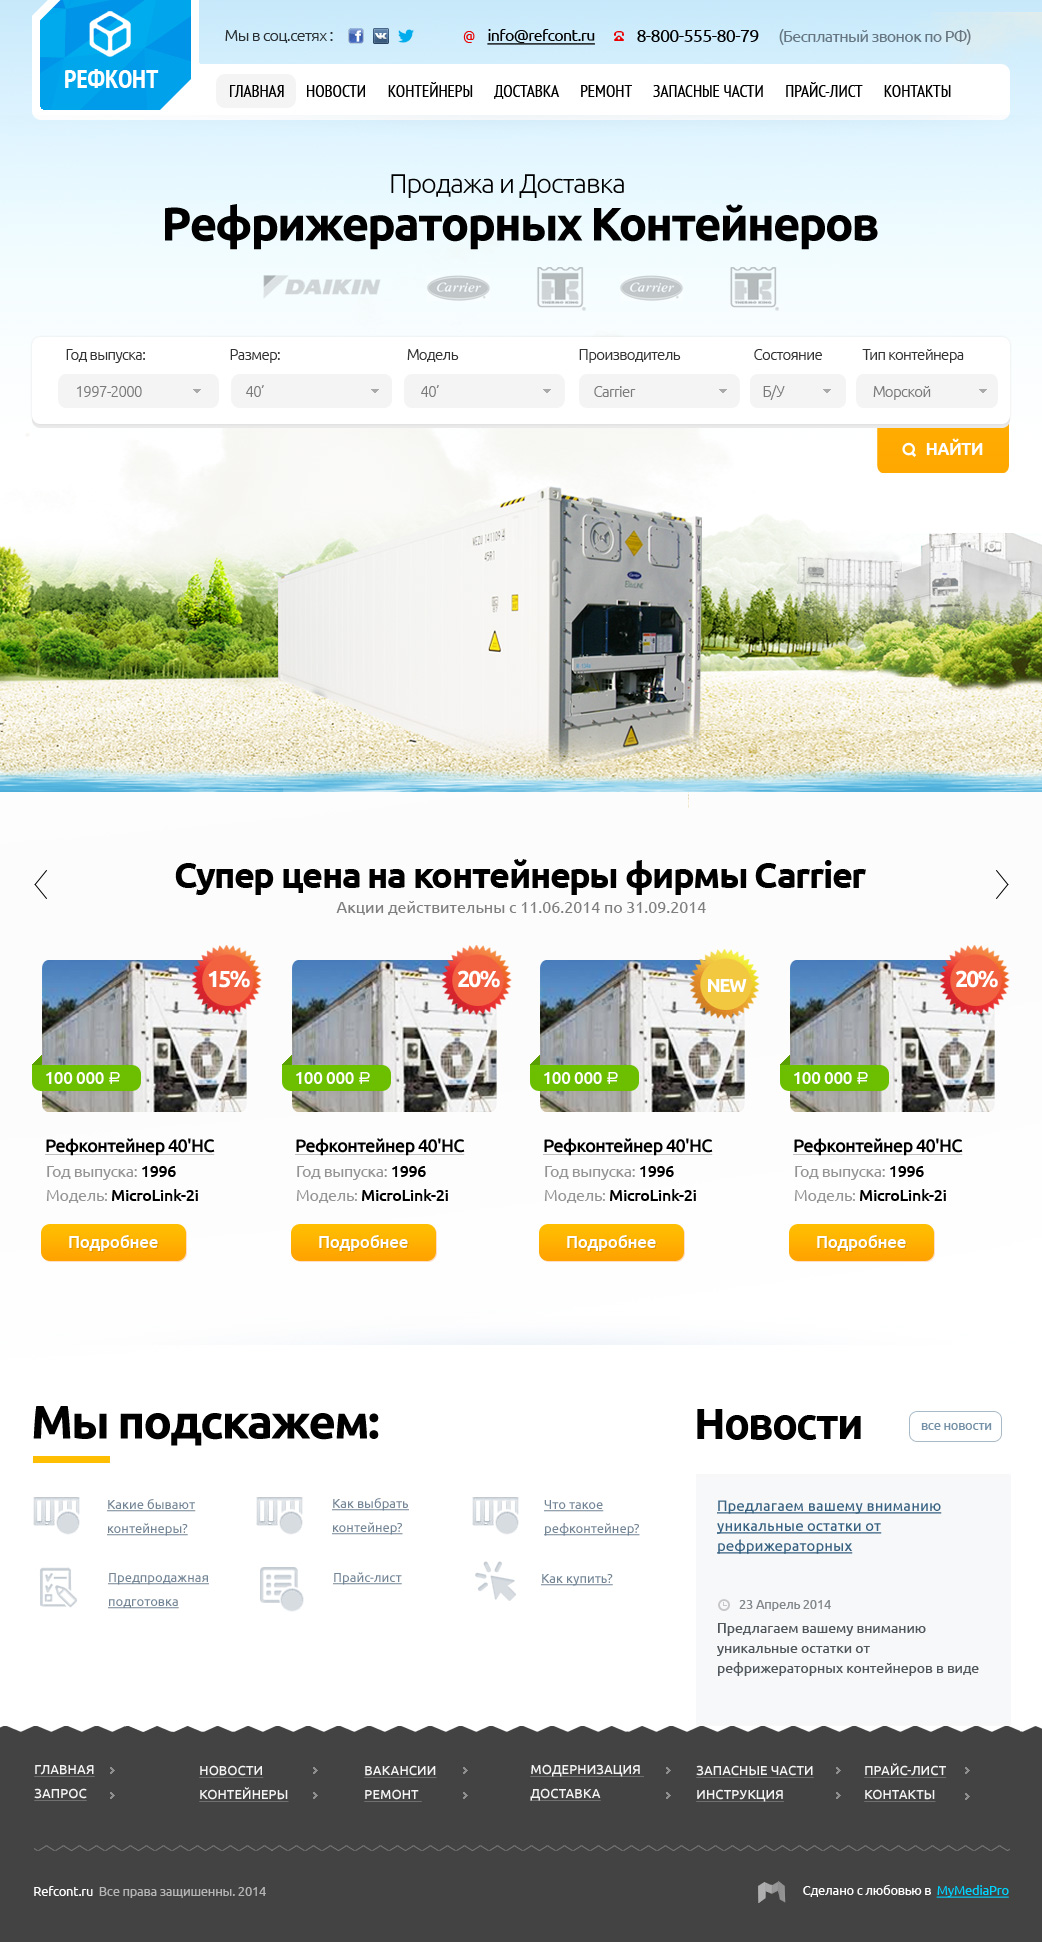 РЕФКОНТ
Мы в соц.сетях :
@ info@refcont.ru 8-800-555-80-79 (Бесплатный звонок по РФ)
ГЛАВНАЯ НОВОСТИ КОНТЕЙНЕРЫ ДОСТАВКА РЕМОНТ ЗАПАСНЫЕ ЧАСТИ ПРАЙС-ЛИСТ КОНТАКТЫ
Продажа и Доставка
Рефрижераторных Контейнеров
DAIKIN Carrier THERMO KING Carrier THERMO KING
Год выпуска: Размер: Модель Производитель Состояние Тип контейнера
1997-2000 40′ 40′ Carrier Б/У Морской
НАЙТИ
45R1
Carrier
Супер цена на контейнеры фирмы Carrier
Акции действительны с 11.06.2014 по 31.09.2014
15% 20% NEW 20%
100 000 ₽ 100 000 ₽ 100 000 ₽ 100 000 ₽
Рефконтейнер 40'HC Рефконтейнер 40'HC Рефконтейнер 40'HC Рефконтейнер 40'HC
Год выпуска: 1996 Год выпуска: 1996 Год выпуска: 1996 Год выпуска: 1996
Модель: MicroLink-2i Модель: MicroLink-2i Модель: MicroLink-2i Модель: MicroLink-2i
Подробнее Подробнее Подробнее Подробнее
Мы подскажем:
Какие бывают
контейнеры?
Как выбрать
контейнер?
Что такое
рефконтейнер?
Предпродажная
подготовка
Прайс-лист
Как купить?
Новости
все новости
Предлагаем вашему вниманию
уникальные остатки от
рефрижераторных
23 Апрель 2014
Предлагаем вашему вниманию
уникальные остатки от
рефрижераторных контейнеров в виде
ГЛАВНАЯ НОВОСТИ ВАКАНСИИ МОДЕРНИЗАЦИЯ ЗАПАСНЫЕ ЧАСТИ ПРАЙС-ЛИСТ
ЗАПРОС КОНТЕЙНЕРЫ РЕМОНТ ДОСТАВКА ИНСТРУКЦИЯ КОНТАКТЫ
Refcont.ru Все права защишенны. 2014
Сделано с любовью в MyMediaPro